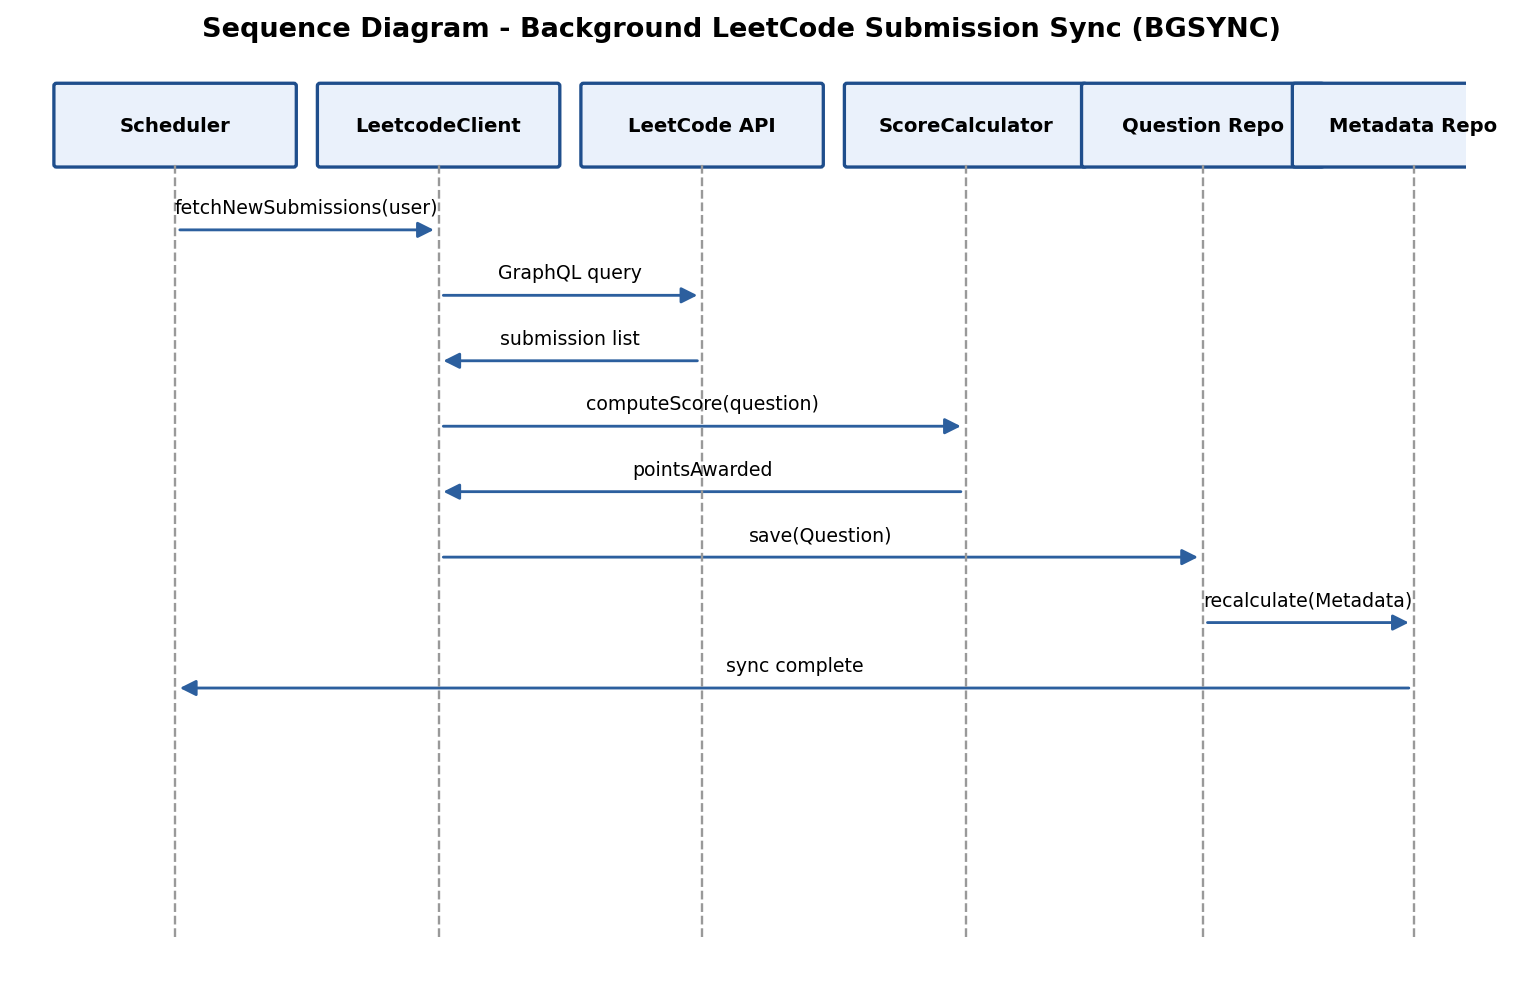 Sequence Diagram - Background LeetCode Submission Sync (BGSYNC)
Scheduler
LeetcodeClient
LeetCode API
ScoreCalculator
Question Repo
Metadata Repo
fetchNewSubmissions(user)
GraphQL query
submission list
computeScore(question)
pointsAwarded
save(Question)
recalculate(Metadata)
sync complete